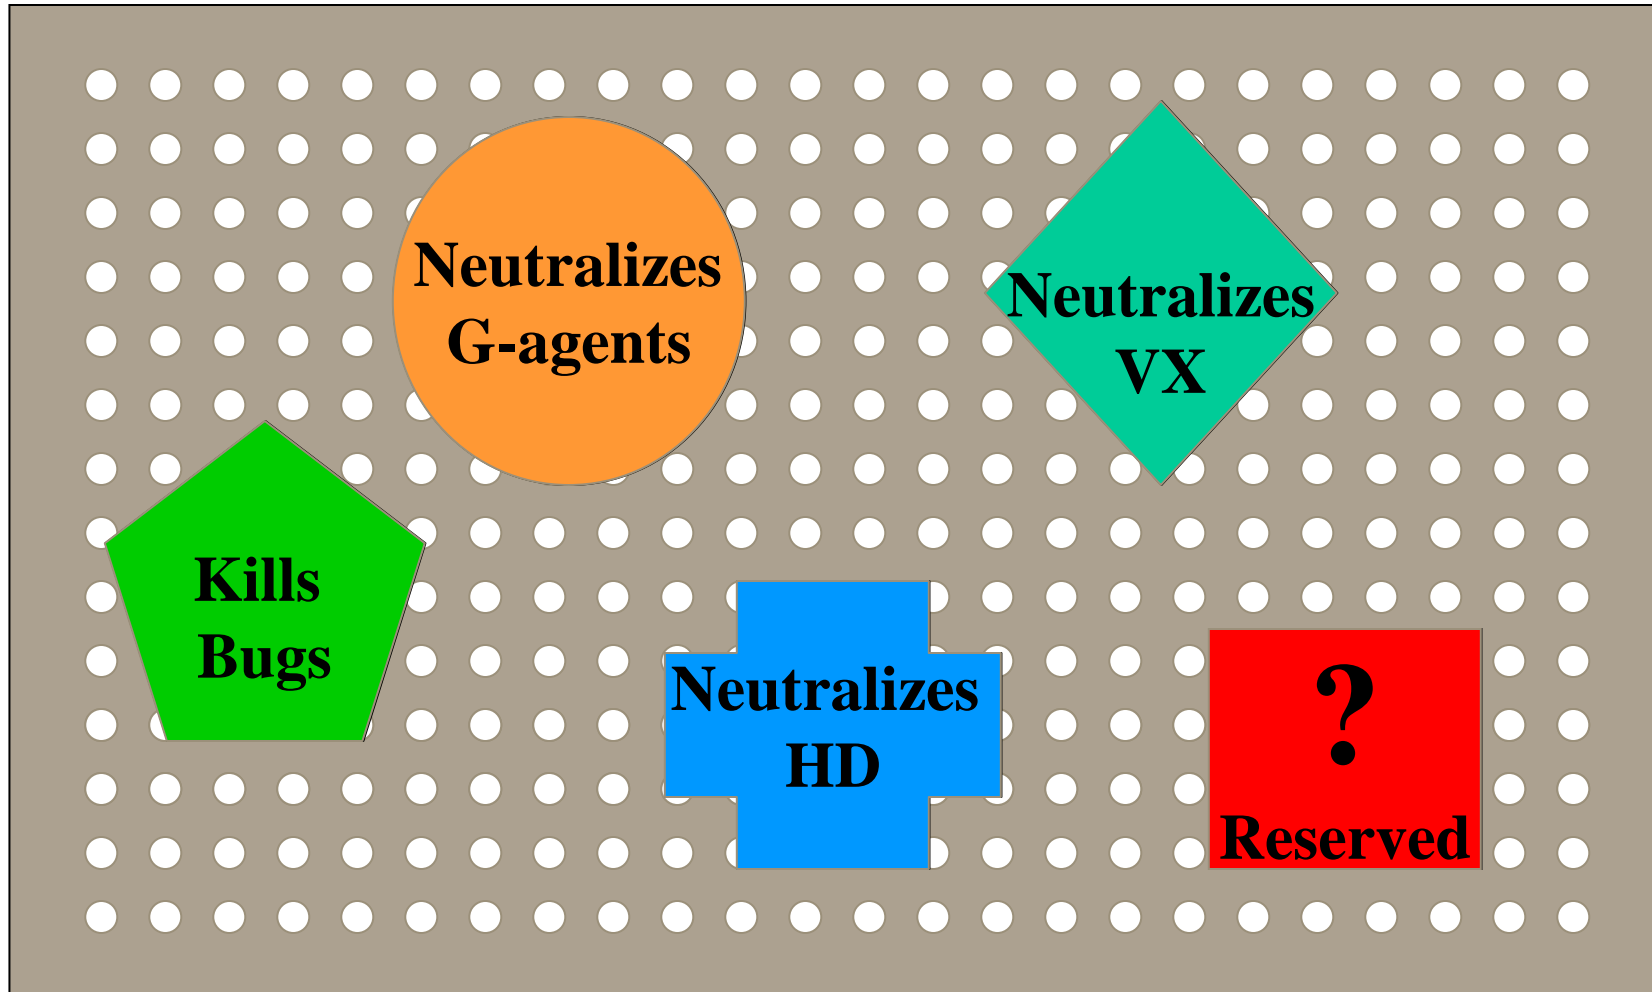 Neutralizes
G-agents
Neutralizes
VX
Kills
Bugs
Neutralizes
HD
?
Reserved